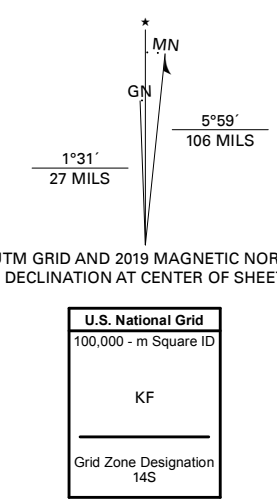 ★
MN
GN
5°59´
106 MILS
1°31´
27 MILS
UTM GRID AND 2019 MAGNETIC NOR
DECLINATION AT CENTER OF SHEET
U.S. National Grid
100,000 - m Square ID
KF
Grid Zone Designation
14S